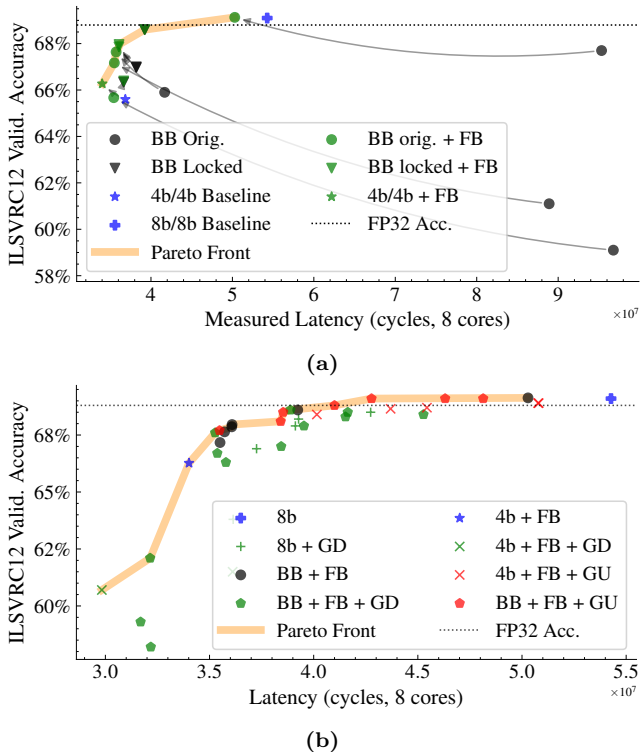 ILSVRC12 Valid. Accuracy
68%
66%
64%
62%
61%
60%
58%
BB Orig.
BB Locked
4b/4b Baseline
8b/8b Baseline
Pareto Front
BB orig. + FB
BB locked + FB
4b/4b + FB
FP32 Acc.
4
5
6
7
8
9
×10⁷
Measured Latency (cycles, 8 cores)
(a)
ILSVRC12 Valid. Accuracy
68%
65%
62%
60%
8b
8b + GD
BB + FB
BB + FB + GD
Pareto Front
4b + FB
4b + FB + GD
4b + FB + GU
BB + FB + GU
FP32 Acc.
3.0
3.5
4.0
4.5
5.0
5.5
×10⁷
Latency (cycles, 8 cores)
(b)